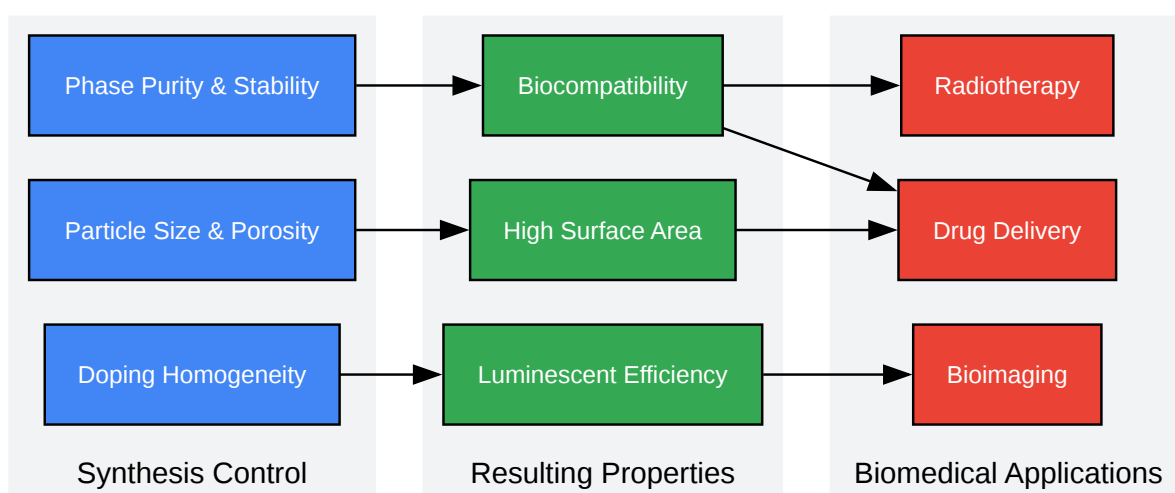 Phase Purity & Stability
Biocompatibility
Radiotherapy
Particle Size & Porosity
High Surface Area
Drug Delivery
Doping Homogeneity
Luminescent Efficiency
Bioimaging
Synthesis Control
Resulting Properties
Biomedical Applications